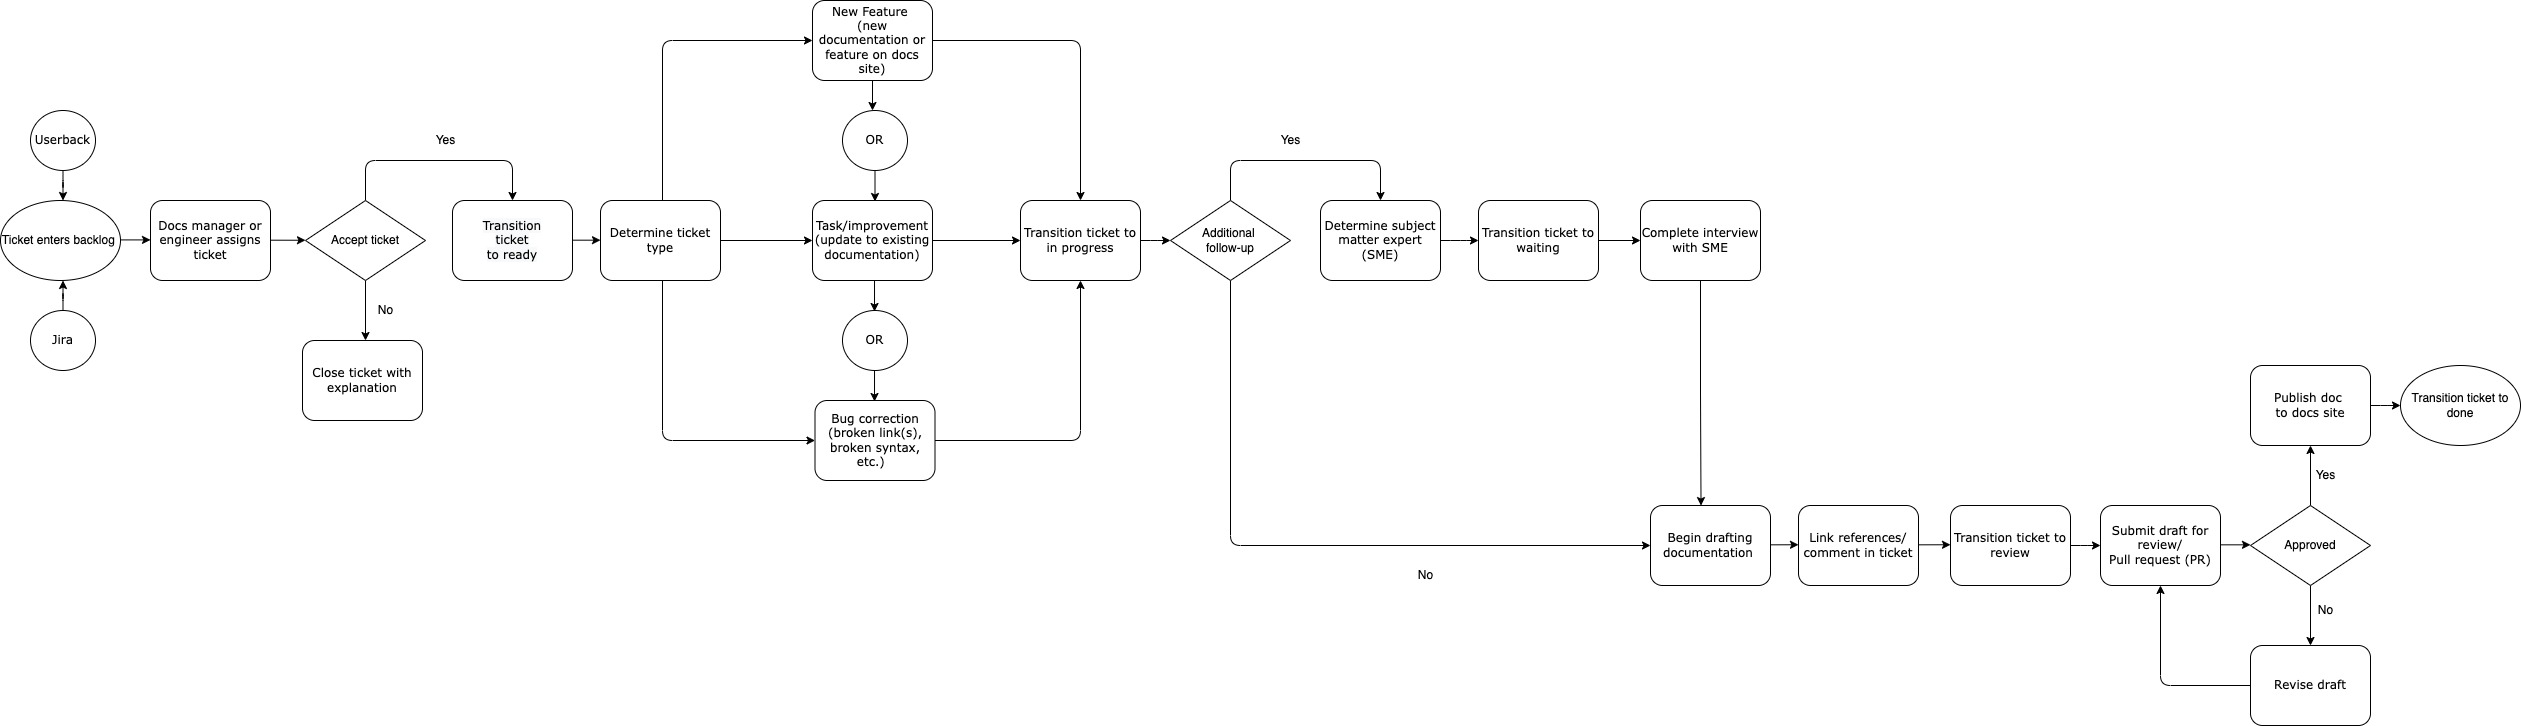 New Feature
(new
documentation or
feature on docs
site)
Userback
Yes
OR
Yes
Ticket enters backlog
Docs manager or
engineer assigns
ticket
Accept ticket
Transition
ticket
to ready
Determine ticket
type
Task/improvement
(update to existing
documentation)
Transition ticket to
in progress
Additional
follow-up
Determine subject
matter expert
(SME)
Transition ticket to
waiting
Complete interview
with SME
No
Jira
OR
Close ticket with
explanation
Bug correction
(broken link(s),
broken syntax,
etc.)
Publish doc
to docs site
Transition ticket to
done
Yes
Begin drafting
documentation
Link references/
comment in ticket
Transition ticket to
review
Submit draft for
review/
Pull request (PR)
Approved
No
No
Revise draft